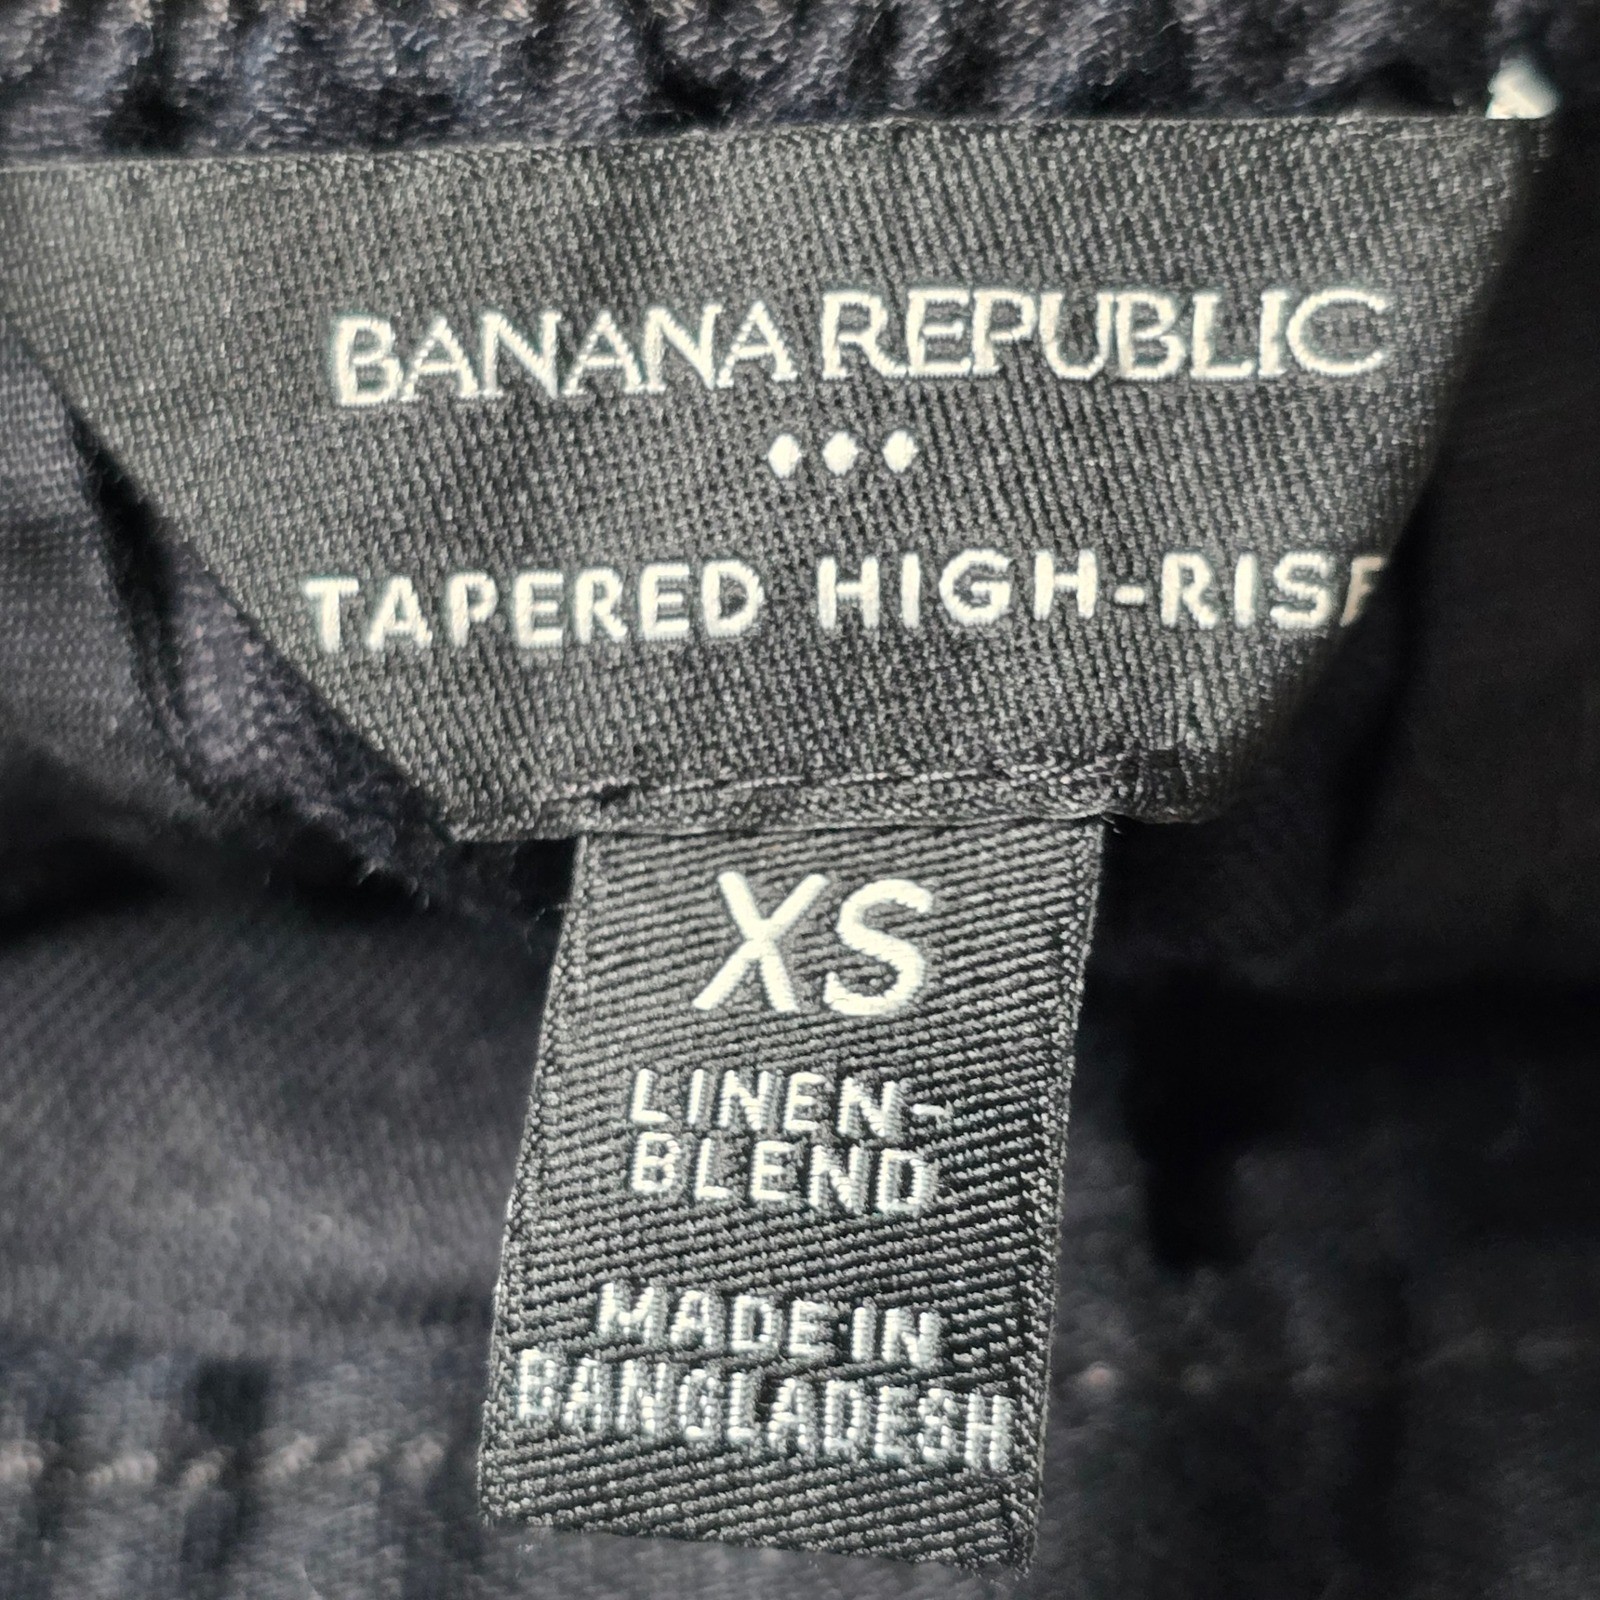 BANANA REPUBLIC
TAPERED HIGH-RISE
XS
LINEN-
BLEND
MADE IN
BANGLADESH